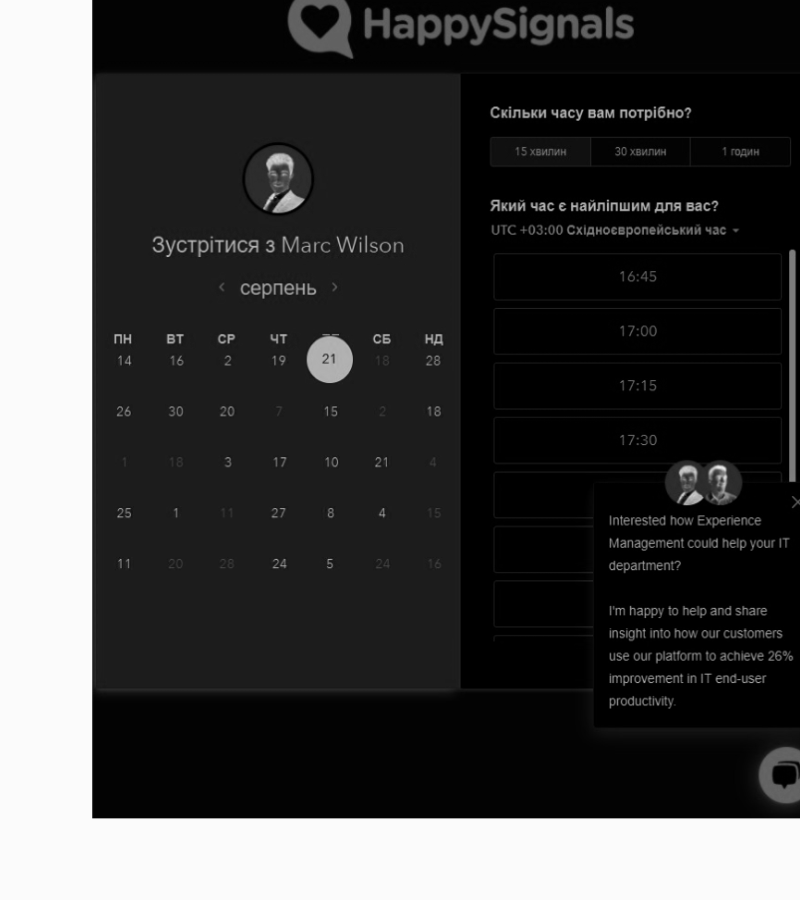 HappySignals
Зустрітися з Marc Wilson
серпень
ПН ВТ СР ЧТ СБ НД
14 16 2 19 21 18 28
26 30 20 7 15 2 18
1 18 3 17 10 21 4
25 1 11 27 8 4 15
11 20 28 24 5 24 16
Скільки часу вам потрібно?
15 хвилин 30 хвилин 1 годин
Який час є найліпшим для вас?
UTC +03:00 Східноєвропейський час
16:45
17:00
17:15
17:30
Interested how Experience
Management could help your IT
department?
I'm happy to help and share
insight into how our customers
use our platform to achieve 26%
improvement in IT end-user
productivity.